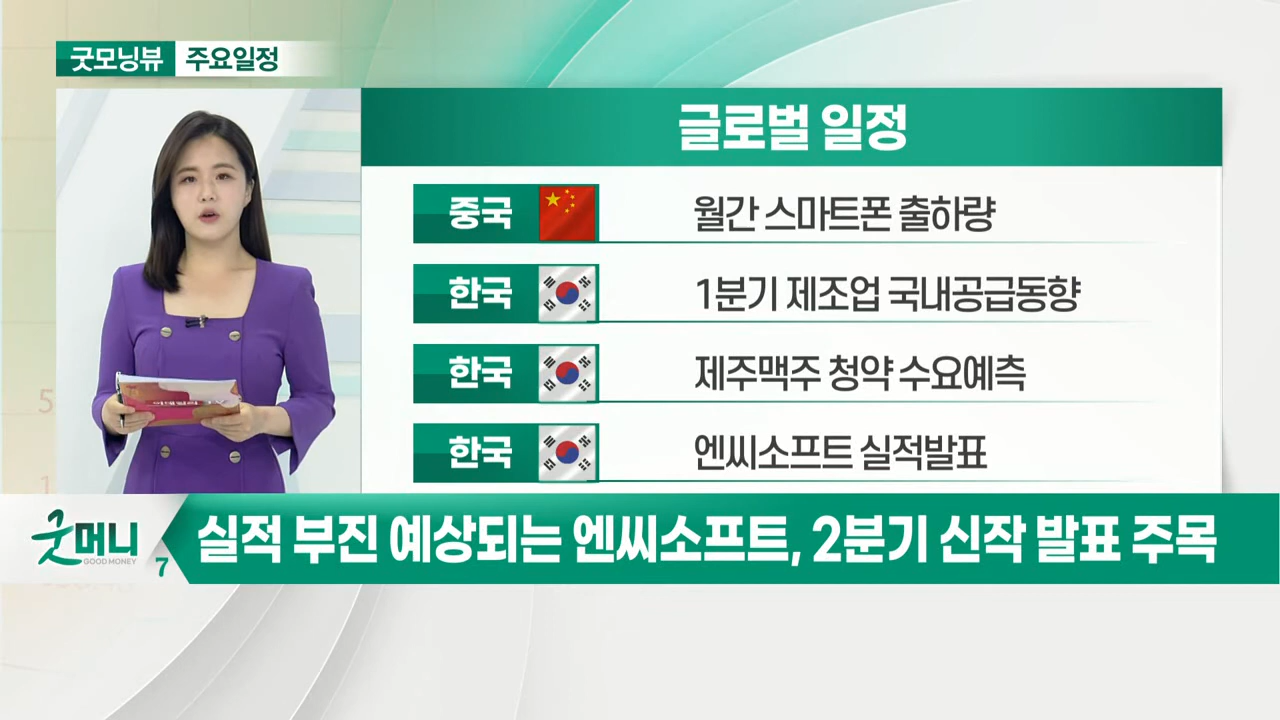 굿모닝뷰 주요일정
글로벌 일정
중국 월간 스마트폰 출하량
한국 1분기 제조업 국내공급동향
한국 제주맥주 청약 수요예측
한국 엔씨소프트 실적발표
5
1
굿머니
GOOD MONEY
7
실적 부진 예상되는 엔씨소프트, 2분기 신작 발표 주목